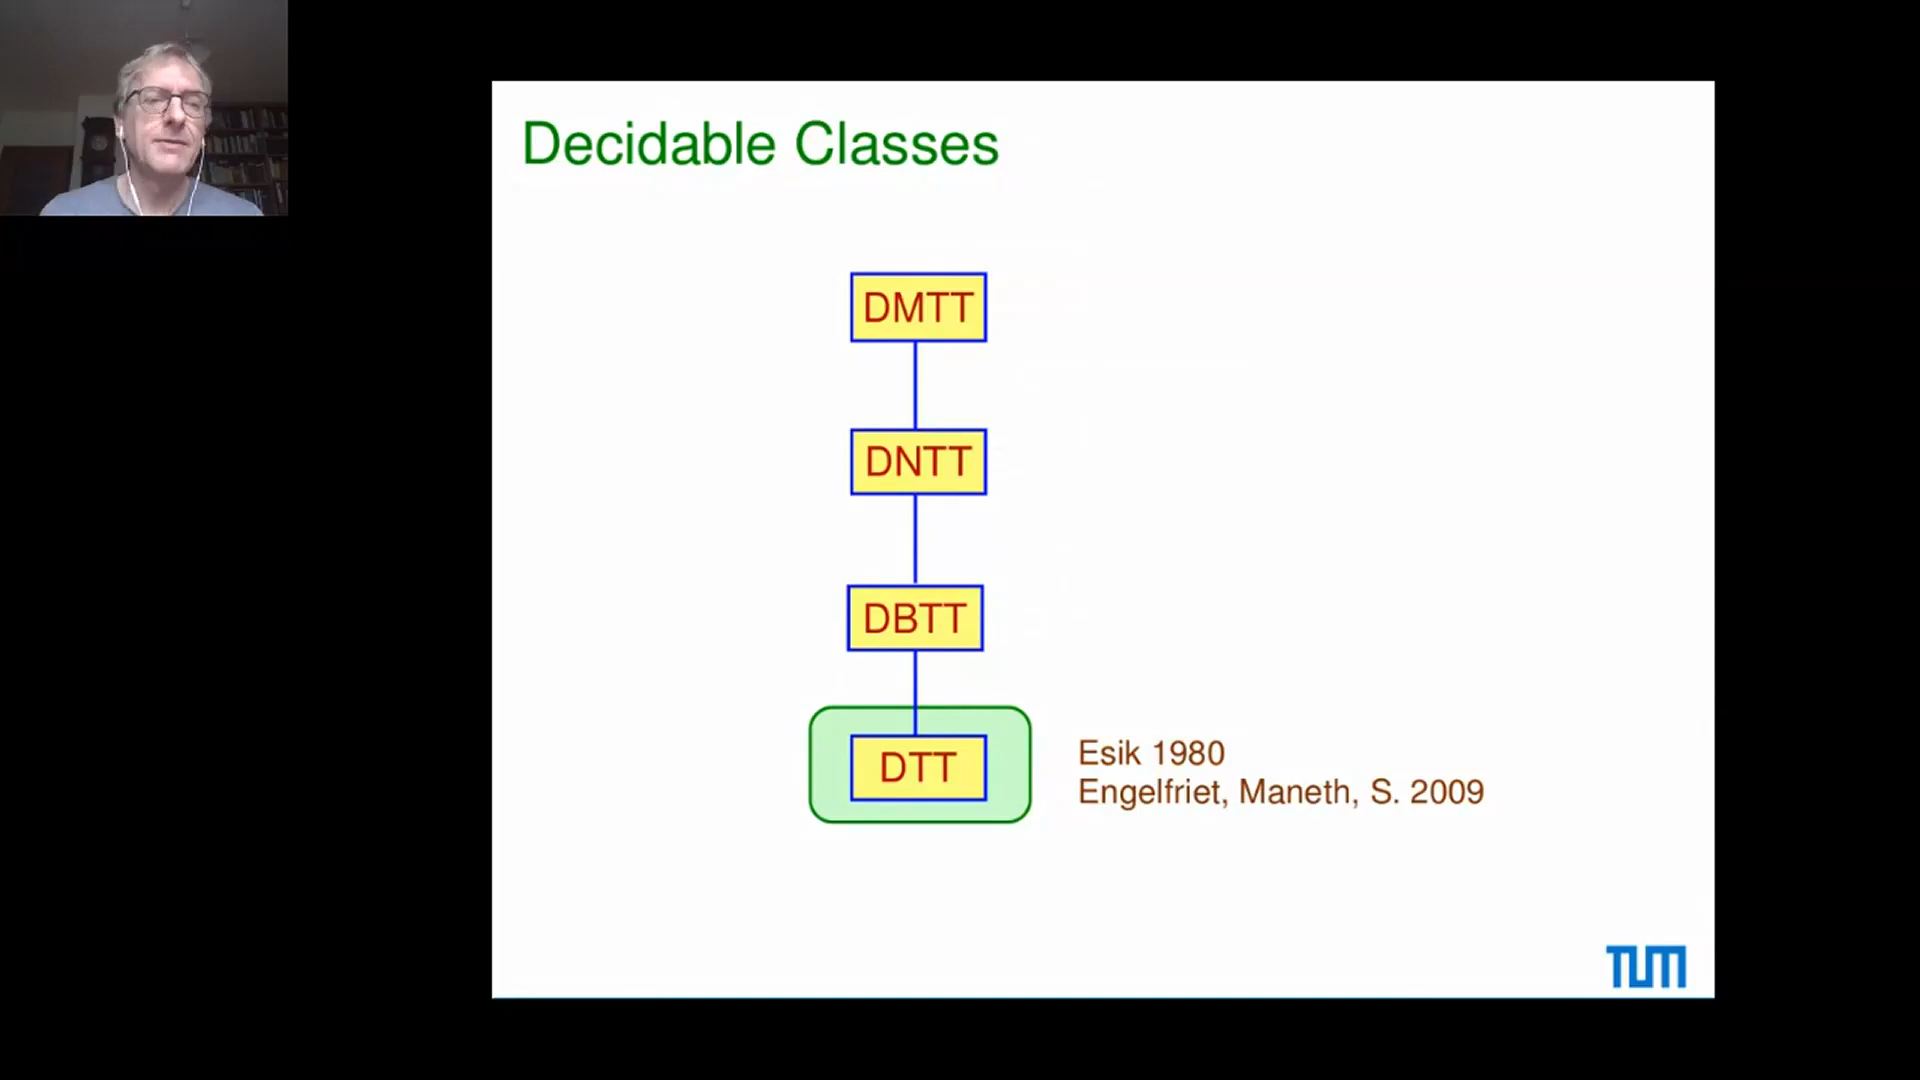 Decidable Classes
DMTT
DNTT
DBTT
DTT
Esik 1980
Engelfriet, Maneth, S. 2009
TUM